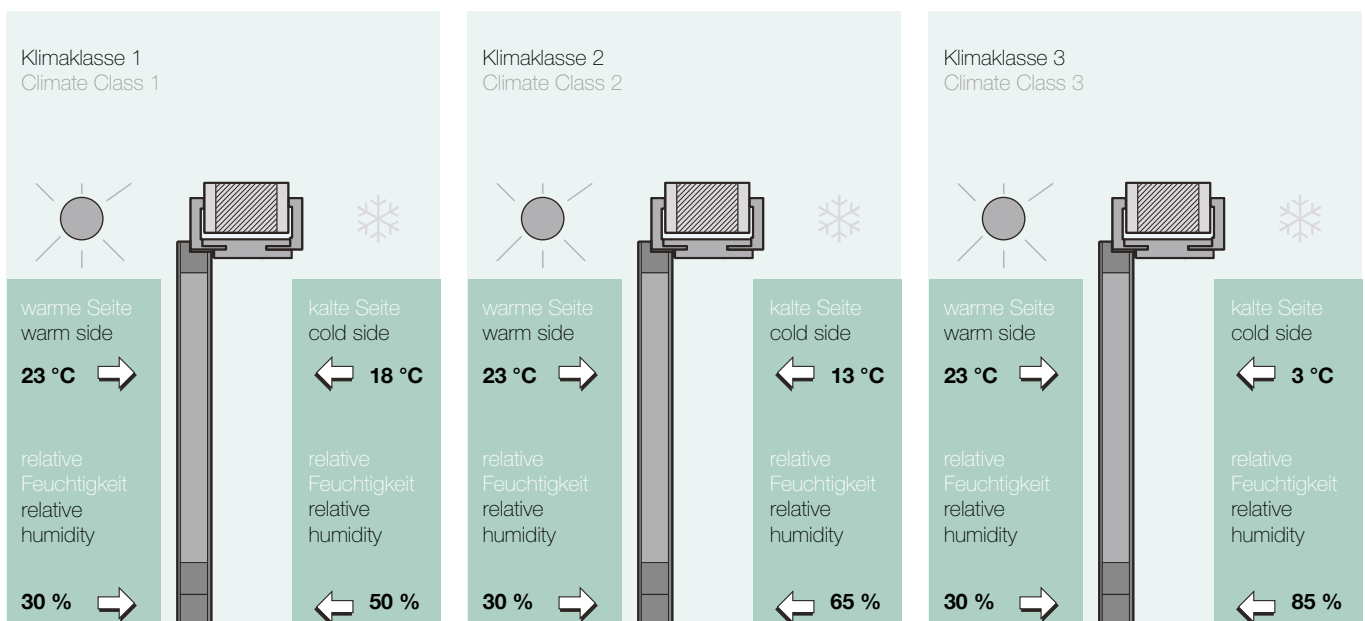 Klimaklasse 1
Climate Class 1
warme Seite
warm side
23 °C
relative
Feuchtigkeit
relative
humidity
30 %
kalte Seite
cold side
18 °C
relative
Feuchtigkeit
relative
humidity
50 %
Klimaklasse 2
Climate Class 2
warme Seite
warm side
23 °C
relative
Feuchtigkeit
relative
humidity
30 %
kalte Seite
cold side
13 °C
relative
Feuchtigkeit
relative
humidity
65 %
Klimaklasse 3
Climate Class 3
warme Seite
warm side
23 °C
relative
Feuchtigkeit
relative
humidity
30 %
kalte Seite
cold side
3 °C
relative
Feuchtigkeit
relative
humidity
85 %